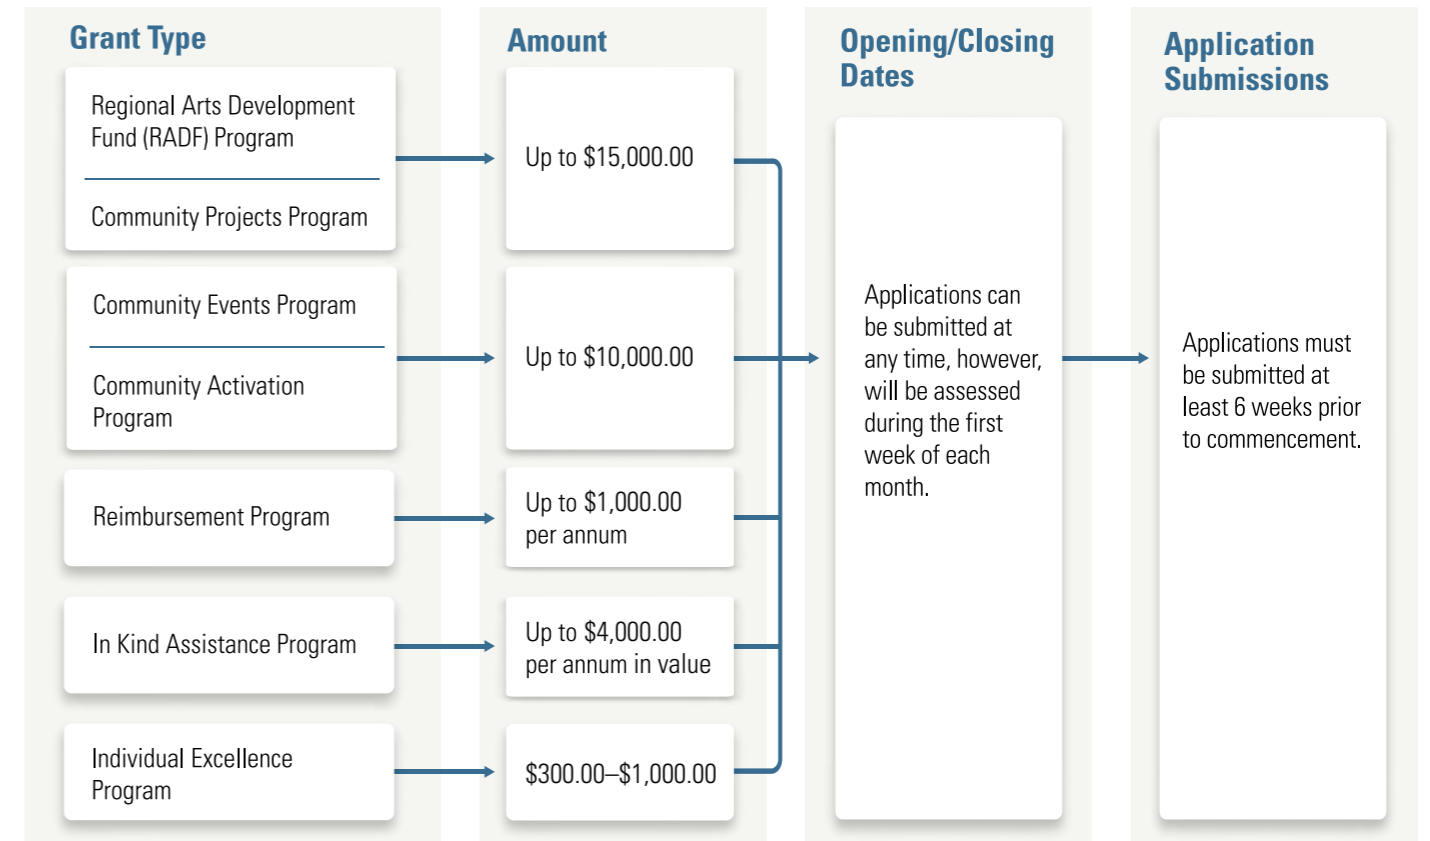 Grant Type
Regional Arts Development
Fund (RADF) Program
Community Projects Program
Community Events Program
Community Activation
Program
Reimbursement Program
In Kind Assistance Program
Individual Excellence
Program
Amount
Up to $15,000.00
Up to $10,000.00
Up to $1,000.00
per annum
Up to $4,000.00
per annum in value
$300.00–$1,000.00
Opening/Closing
Dates
Applications can
be submitted at
any time, however,
will be assessed
during the first
week of each
month.
Application
Submissions
Applications must
be submitted at
least 6 weeks prior
to commencement.